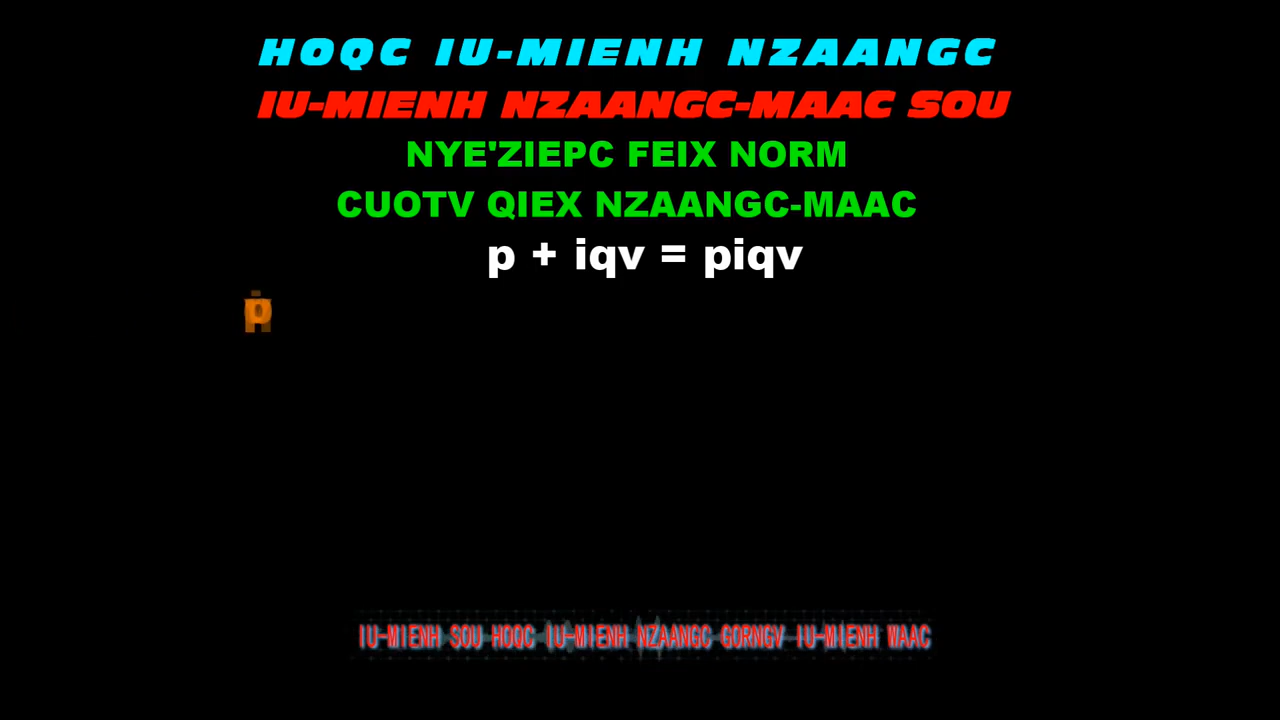 HOQC IU-MIENH NZAANGC
IU-MIENH NZAANGC-MAAC SOU
NYE'ZIEPC FEIX NORM
CUOTV QIEX NZAANGC-MAAC
p + iqv = piqv
p
IU-MIENH SOU HOQC IU-MIENH NZAANGC GORNGV IU-MIENH WAAC